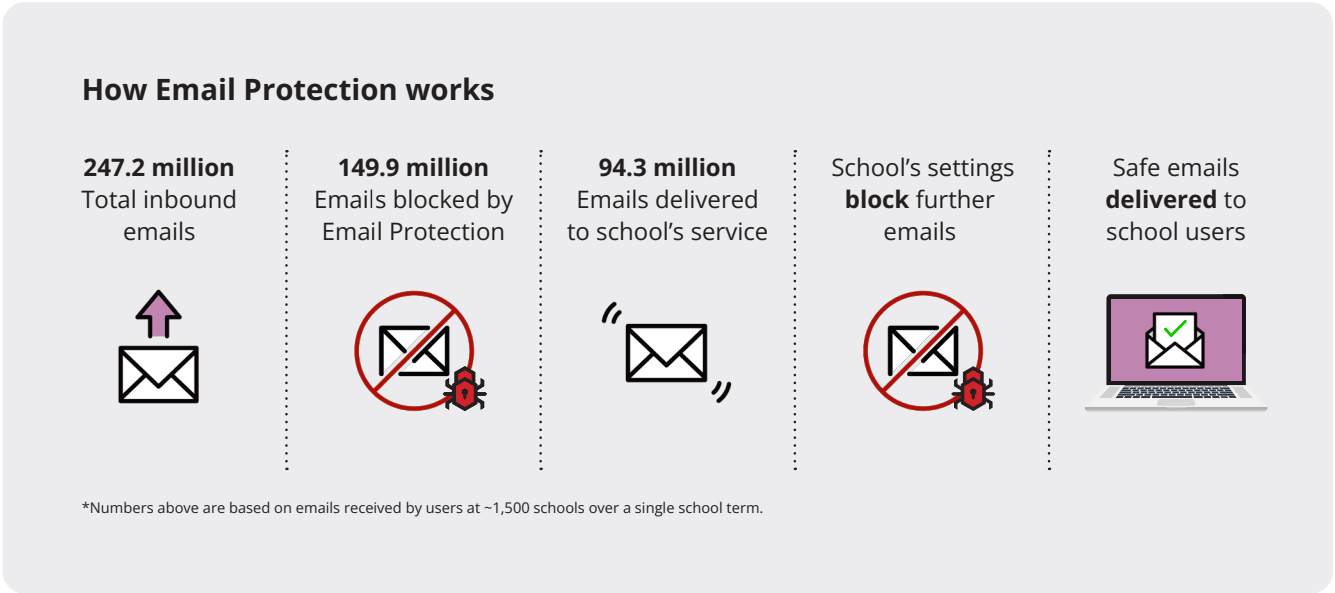 How Email Protection works
247.2 million
Total inbound
emails
149.9 million
Emails blocked by
Email Protection
94.3 million
Emails delivered
to school’s service
School’s settings
block further
emails
Safe emails
delivered to
school users
*Numbers above are based on emails received by users at ~1,500 schools over a single school term.